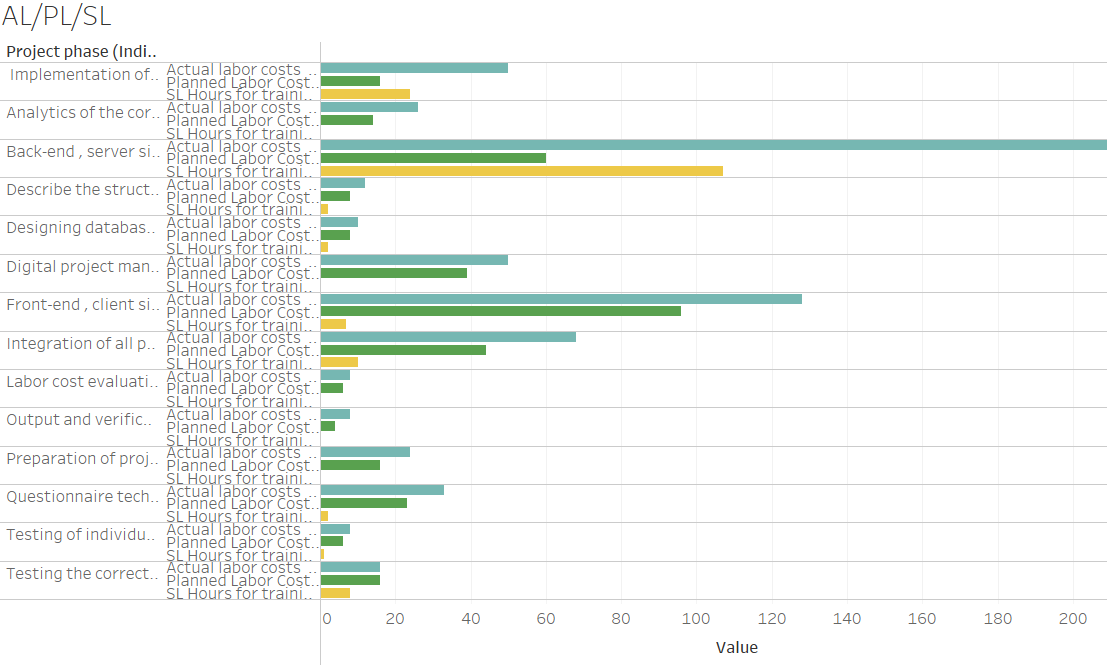 AL/PL/SL
Project phase (Indi..
Implementation of..
Actual labor costs ..
Planned Labor Cost..
SL Hours for traini..
Analytics of the cor..
Actual labor costs ..
Planned Labor Cost..
SL Hours for traini..
Back-end , server si..
Actual labor costs ..
Planned Labor Cost..
SL Hours for traini..
Describe the struct..
Actual labor costs ..
Planned Labor Cost..
SL Hours for traini..
Designing databas..
Actual labor costs ..
Planned Labor Cost..
SL Hours for traini..
Digital project man..
Actual labor costs ..
Planned Labor Cost..
SL Hours for traini..
Front-end , client si..
Actual labor costs ..
Planned Labor Cost..
SL Hours for traini..
Integration of all p..
Actual labor costs ..
Planned Labor Cost..
SL Hours for traini..
Labor cost evaluati..
Actual labor costs ..
Planned Labor Cost..
SL Hours for traini..
Output and verific..
Actual labor costs ..
Planned Labor Cost..
SL Hours for traini..
Preparation of proj..
Actual labor costs ..
Planned Labor Cost..
SL Hours for traini..
Questionnaire tech..
Actual labor costs ..
Planned Labor Cost..
SL Hours for traini..
Testing of individu..
Actual labor costs ..
Planned Labor Cost..
SL Hours for traini..
Testing the correct..
Actual labor costs ..
Planned Labor Cost..
SL Hours for traini..
0 20 40 60 80 100 120 140 160 180 200
Value